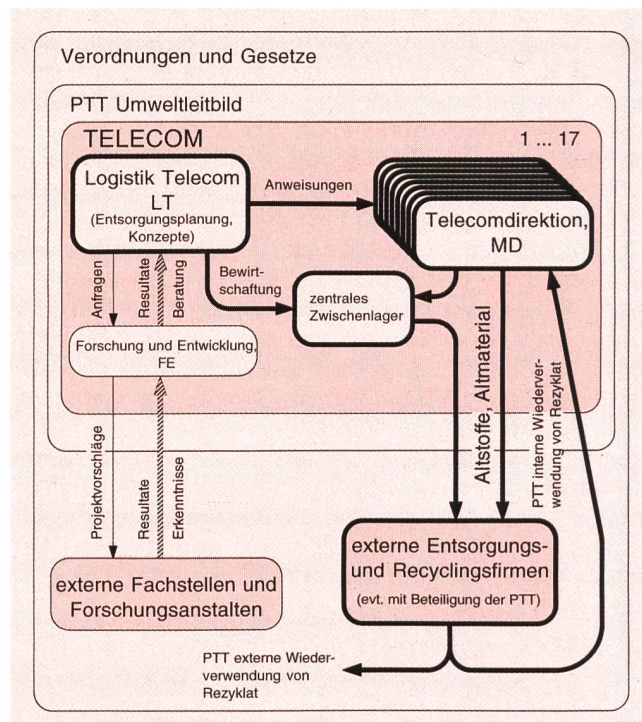 Verordnungen und Gesetze
PTT Umweltleitbild
TELECOM
1 ... 17
Logistik Telecom
LT
(Entsorgungsplanung,
Konzepte)
Anweisungen
Telecomdirektion,
MD
Anfragen
Resultate
Beratung
Bewirt-
schaftung
zentrales
Zwischenlager
Forschung und Entwicklung,
FE
Altstoffe, Altmaterial
PTT interne Wiederver-
wendung von Rezyklat
Projektvorschläge
Resultate
Erkenntnisse
externe Fachstellen und
Forschungsanstalten
externe Entsorgungs-
und Recyclingsfirmen
(evt. mit Beteiligung der PTT)
PTT externe Wieder-
verwendung von
Rezyklat